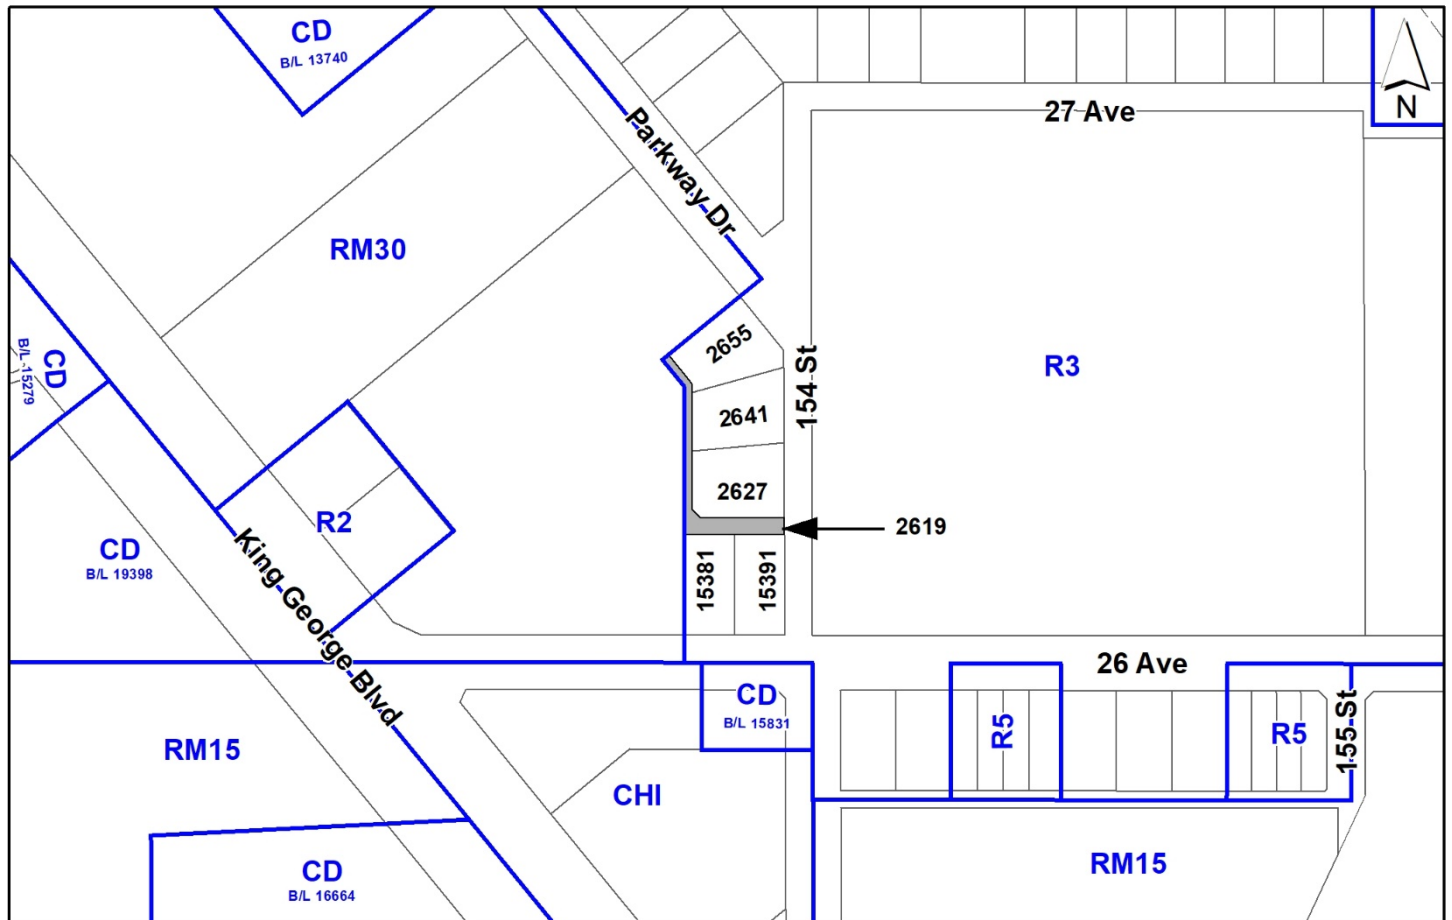 CD
B/L 13740
N
27 Ave
Parkway Dr
RM30
2655
CD
B/L 15279
154 St
R3
2641
2627
R2
2619
CD
B/L 19398
King George Blvd
15381
15391
26 Ave
CD
B/L 15831
R5
R5
155 St
RM15
CHI
RM15
CD
B/L 16664